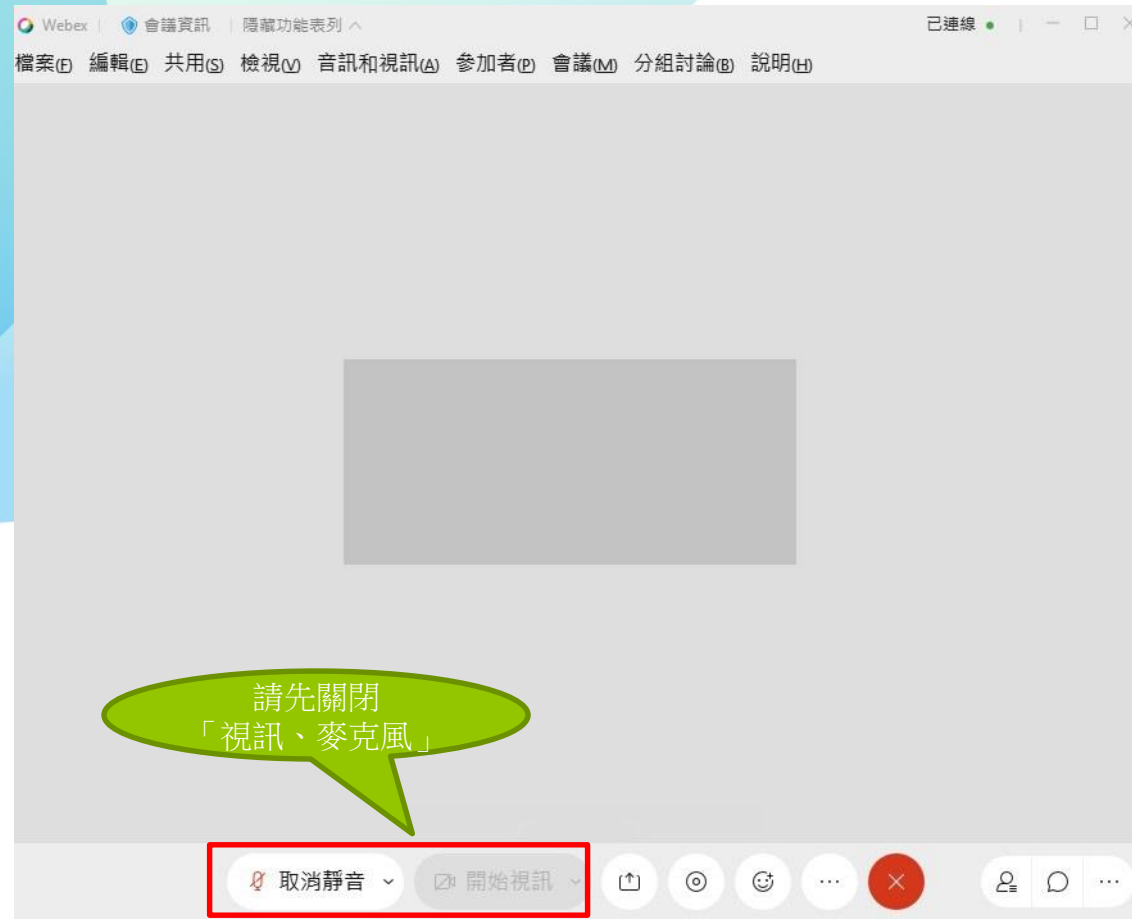 Webex | 會議資訊 | 隱藏功能表列 已連線
檔案(F) 編輯(E) 共用(S) 檢視(V) 音訊和視訊(A) 參加者(P) 會議(M) 分組討論(B) 說明(H)
請先關閉
「視訊、麥克風」
取消靜音 開始視訊